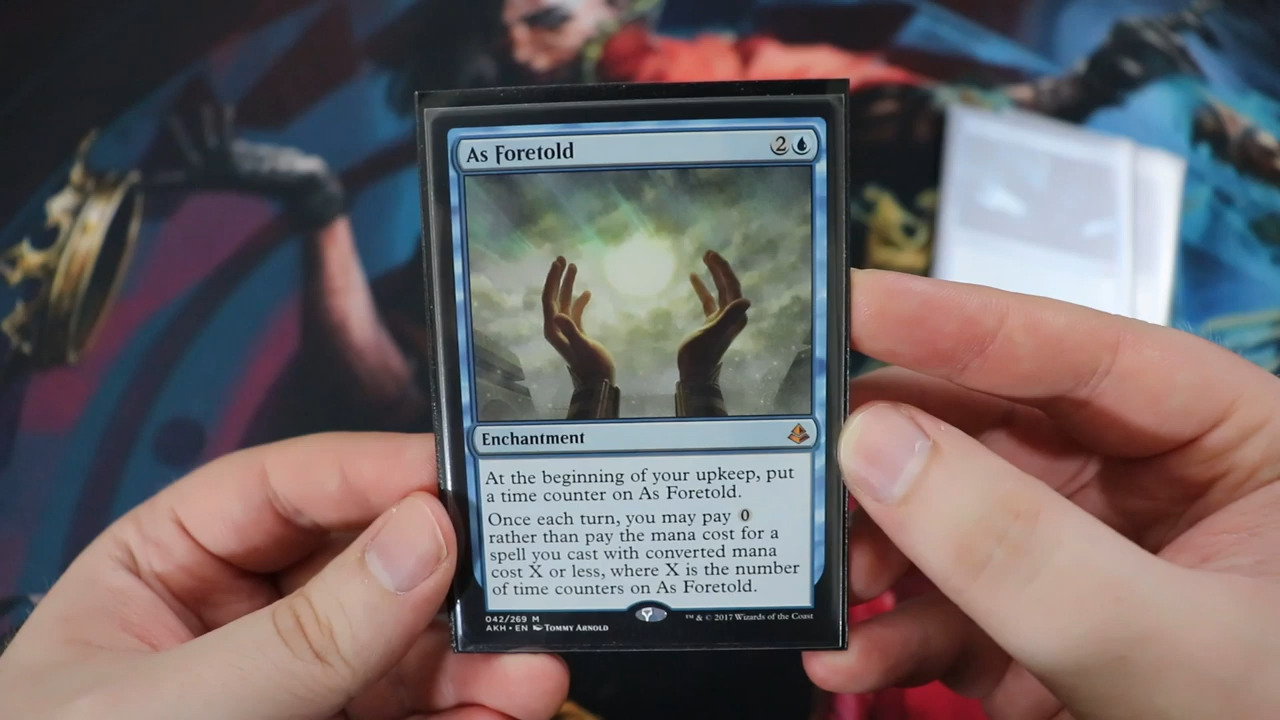 As Foretold 2
Enchantment
At the beginning of your upkeep, put
a time counter on As Foretold.
Once each turn, you may pay 0
rather than pay the mana cost for a
spell you cast with converted mana
cost X or less, where X is the number
of time counters on As Foretold.
042/269 M
AKH • EN TOMMY ARNOLD
™ & © 2017 Wizards of the Coast